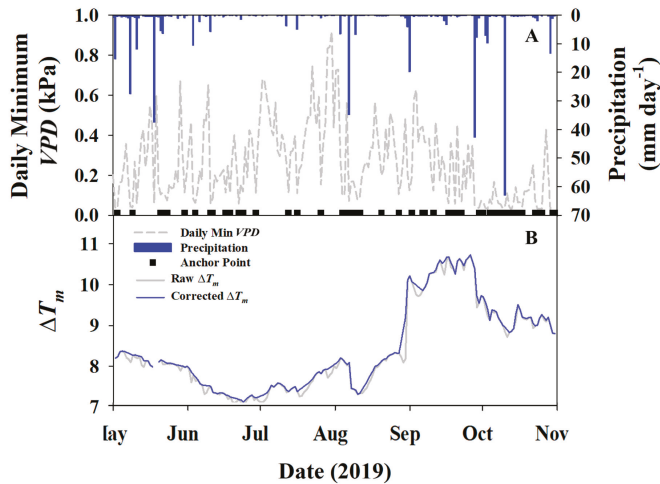 1.0
0.8
0.6
0.4
0.2
0.0
Daily Minimum
VPD (kPa)
A
0
10
20
30
40
50
60
70
Precipitation
(mm day⁻¹)
Daily Min VPD
Precipitation
Anchor Point
Raw ΔTₘ
Corrected ΔTₘ
B
11
10
9
8
7
ΔTₘ
lay Jun Jul Aug Sep Oct Nov
Date (2019)